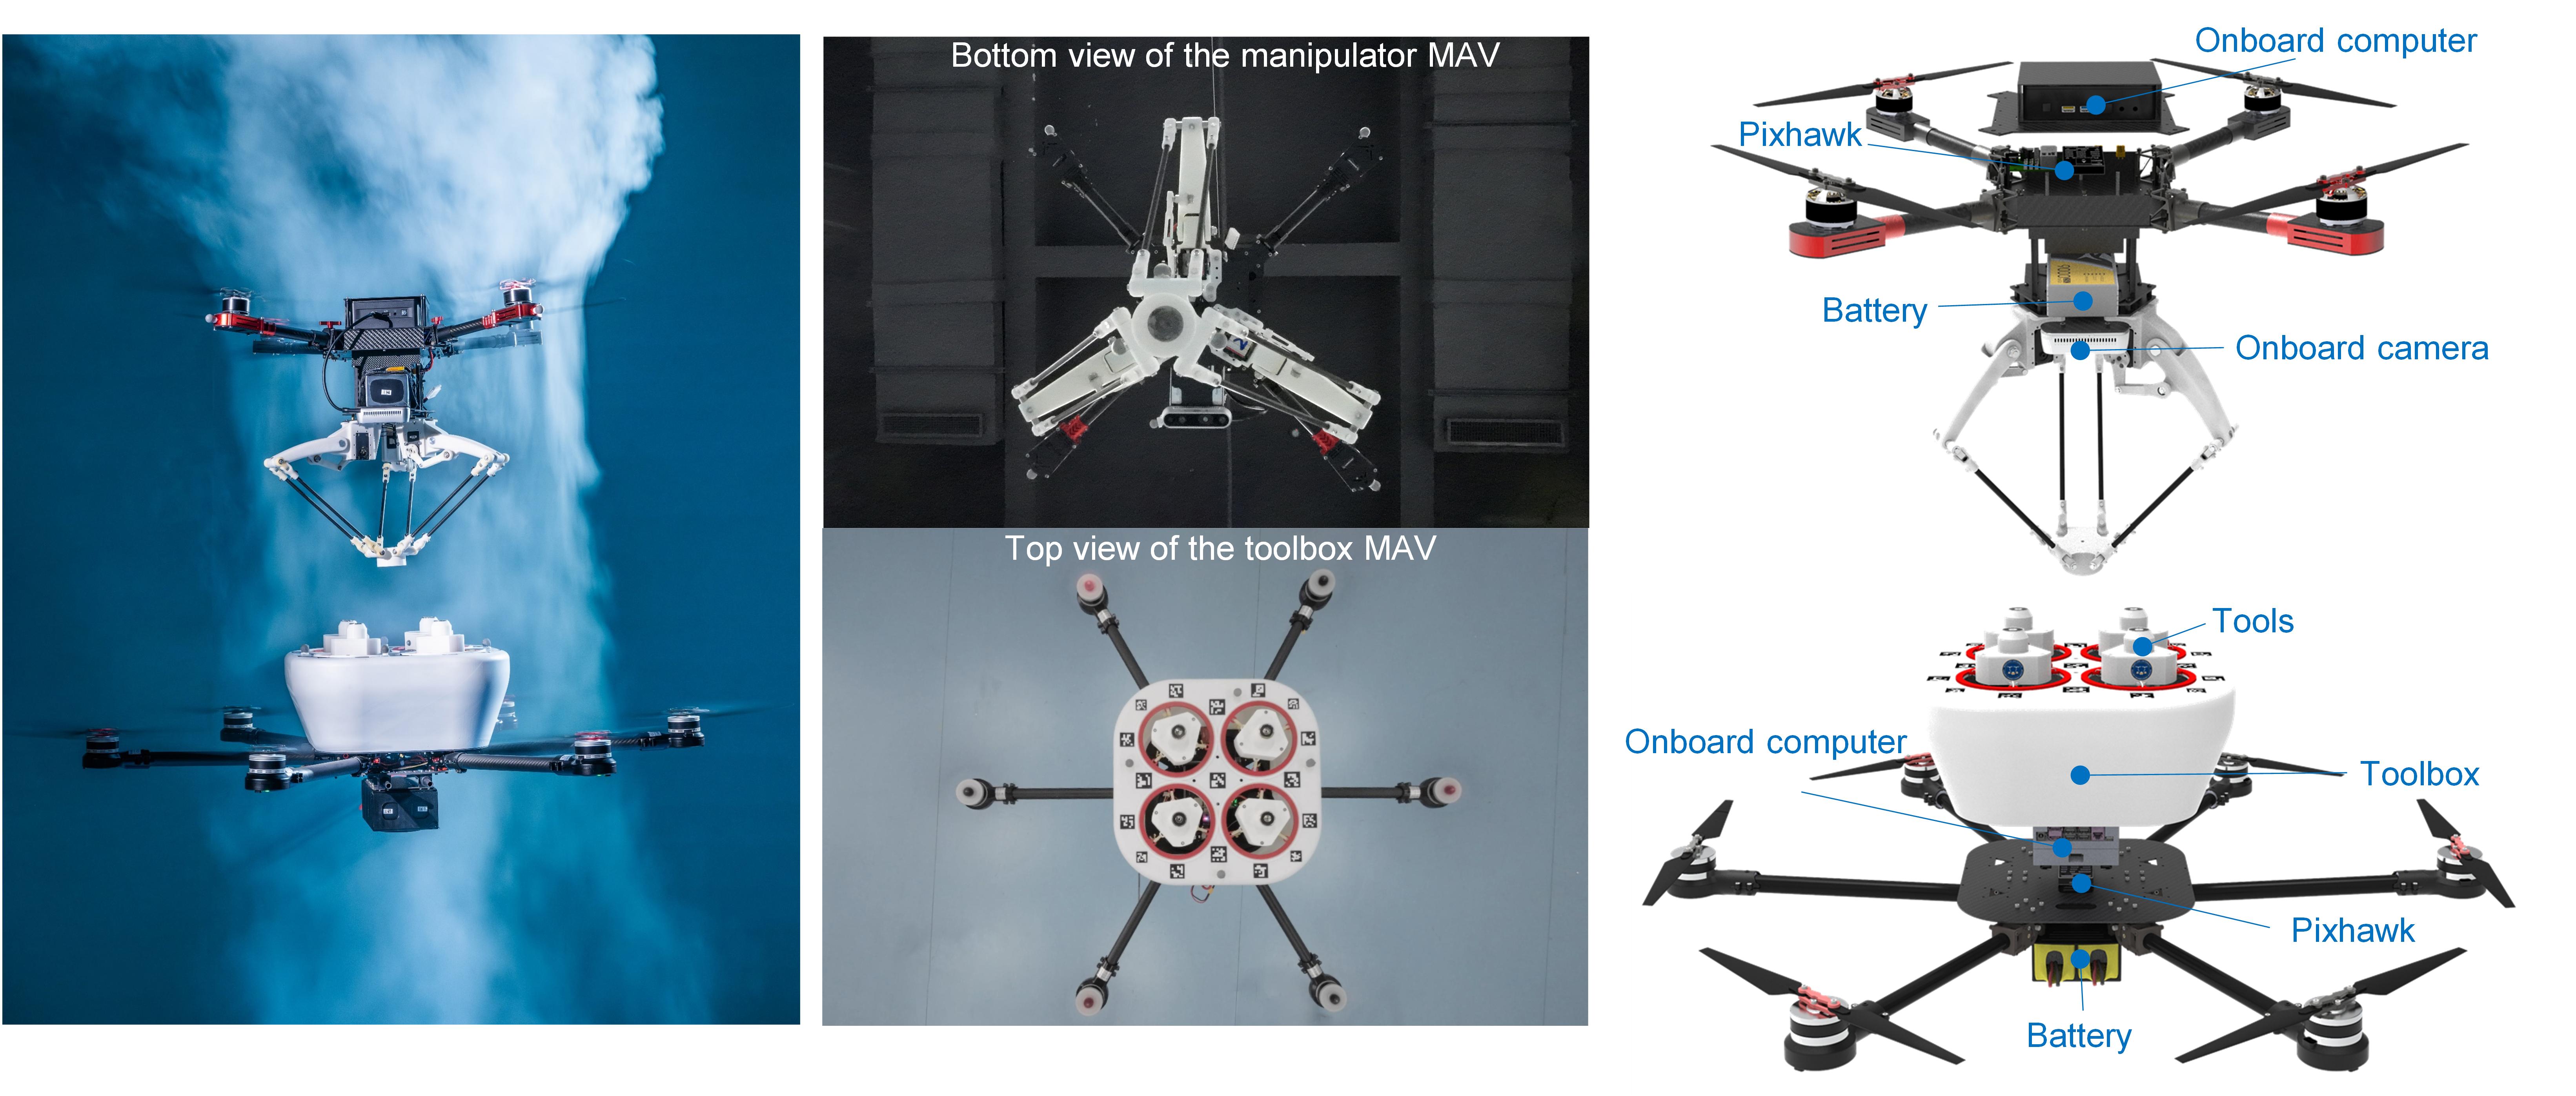 Bottom view of the manipulator MAV
Top view of the toolbox MAV
Onboard computer
Pixhawk
Battery
Onboard camera
Tools
Onboard computer
Toolbox
Pixhawk
Battery